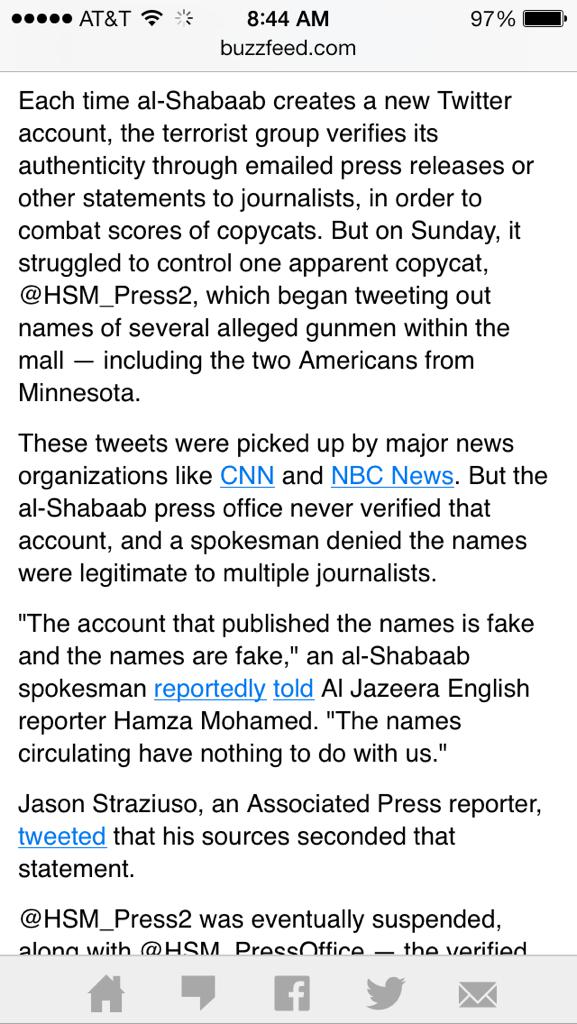 AT&T 8:44 AM 97%
buzzfeed.com
Each time al-Shabaab creates a new Twitter
account, the terrorist group verifies its
authenticity through emailed press releases or
other statements to journalists, in order to
combat scores of copycats. But on Sunday, it
struggled to control one apparent copycat,
@HSM_Press2, which began tweeting out
names of several alleged gunmen within the
mall — including the two Americans from
Minnesota.
These tweets were picked up by major news
organizations like CNN and NBC News. But the
al-Shabaab press office never verified that
account, and a spokesman denied the names
were legitimate to multiple journalists.
"The account that published the names is fake
and the names are fake," an al-Shabaab
spokesman reportedly told Al Jazeera English
reporter Hamza Mohamed. "The names
circulating have nothing to do with us."
Jason Straziuso, an Associated Press reporter,
tweeted that his sources seconded that
statement.
@HSM_Press2 was eventually suspended,
along with @HSM_PressOffice — the verified